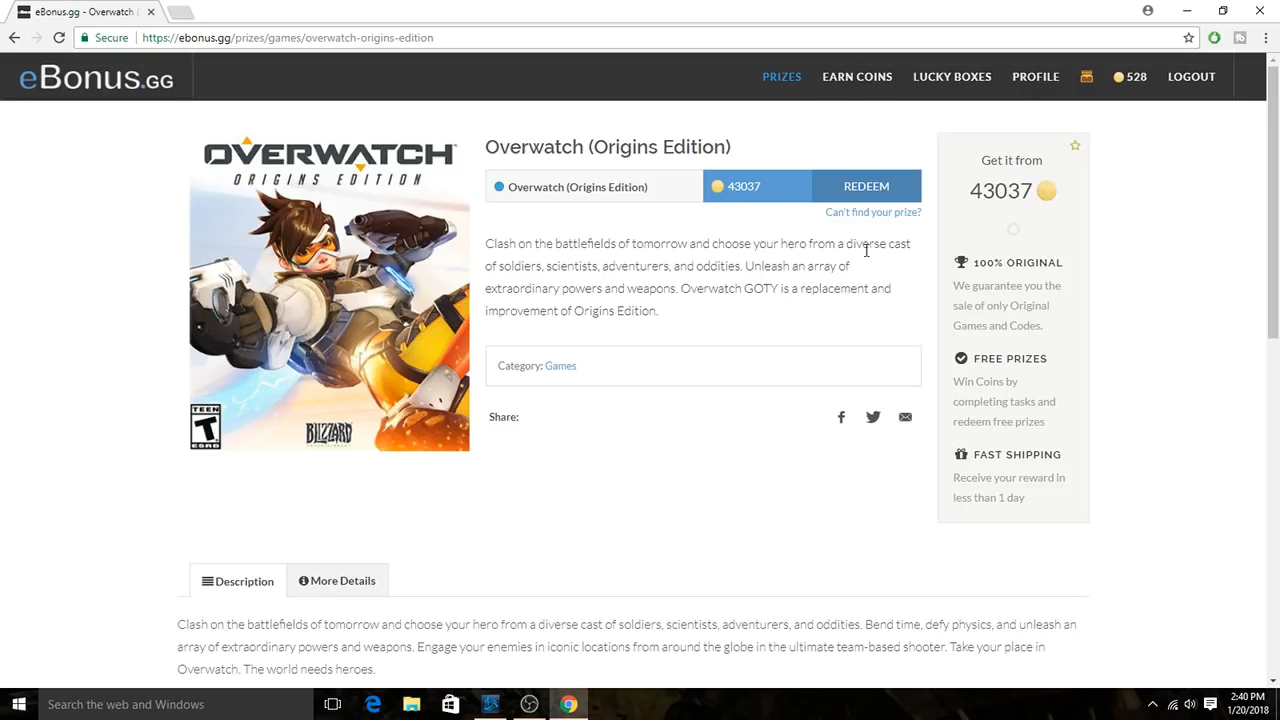 eBonus.gg - Overwatch (
Secure
https://ebonus.gg/prizes/games/overwatch-origins-edition
eBonus.GG
PRIZES
EARN COINS
LUCKY BOXES
PROFILE
528
LOGOUT
OVERWATCH
ORIGINS EDITION
TEEN
T
ESRB
BLIZZARD
Overwatch (Origins Edition)
Overwatch (Origins Edition)
43037
REDEEM
Can't find your prize?
Clash on the battlefields of tomorrow and choose your hero from a diverse cast
of soldiers, scientists, adventurers, and oddities. Unleash an array of
extraordinary powers and weapons. Overwatch GOTY is a replacement and
improvement of Origins Edition.
Category: Games
Share:
Get it from
43037
100% ORIGINAL
We guarantee you the
sale of only Original
Games and Codes.
FREE PRIZES
Win Coins by
completing tasks and
redeem free prizes
FAST SHIPPING
Receive your reward in
less than 1 day
Description
More Details
Clash on the battlefields of tomorrow and choose your hero from a diverse cast of soldiers, scientists, adventurers, and oddities. Bend time, defy physics, and unleash an
array of extraordinary powers and weapons. Engage your enemies in iconic locations from around the globe in the ultimate team-based shooter. Take your place in
Overwatch. The world needs heroes.
Search the web and Windows
2:40 PM
1/20/2018